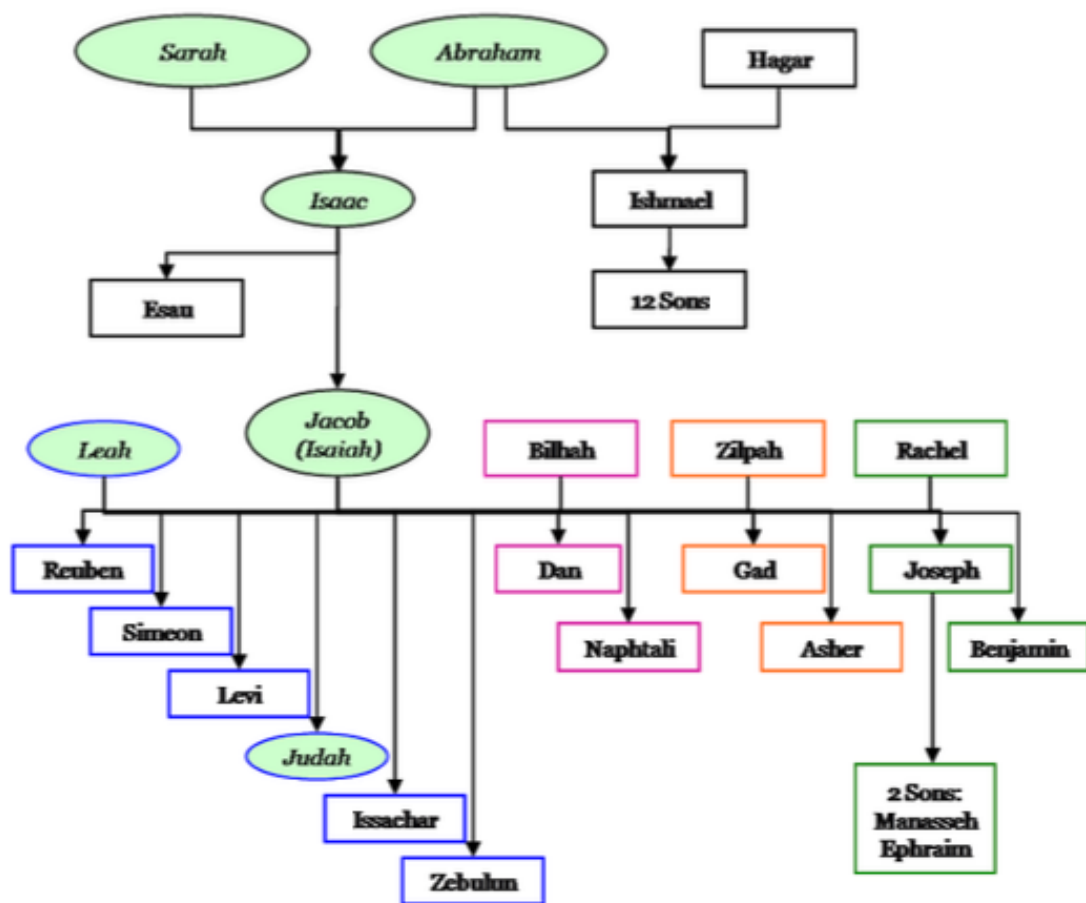 Sarah
Abraham
Hagar
Isaac
Ishmael
Esau
12 Sons
Leah
Jacob
(Isaiah)
Bilhah
Zilpah
Rachel
Reuben
Dan
Gad
Joseph
Simeon
Naphtali
Asher
Benjamin
Levi
Judah
Issachar
Zebulun
2 Sons:
Manasseh
Ephraim